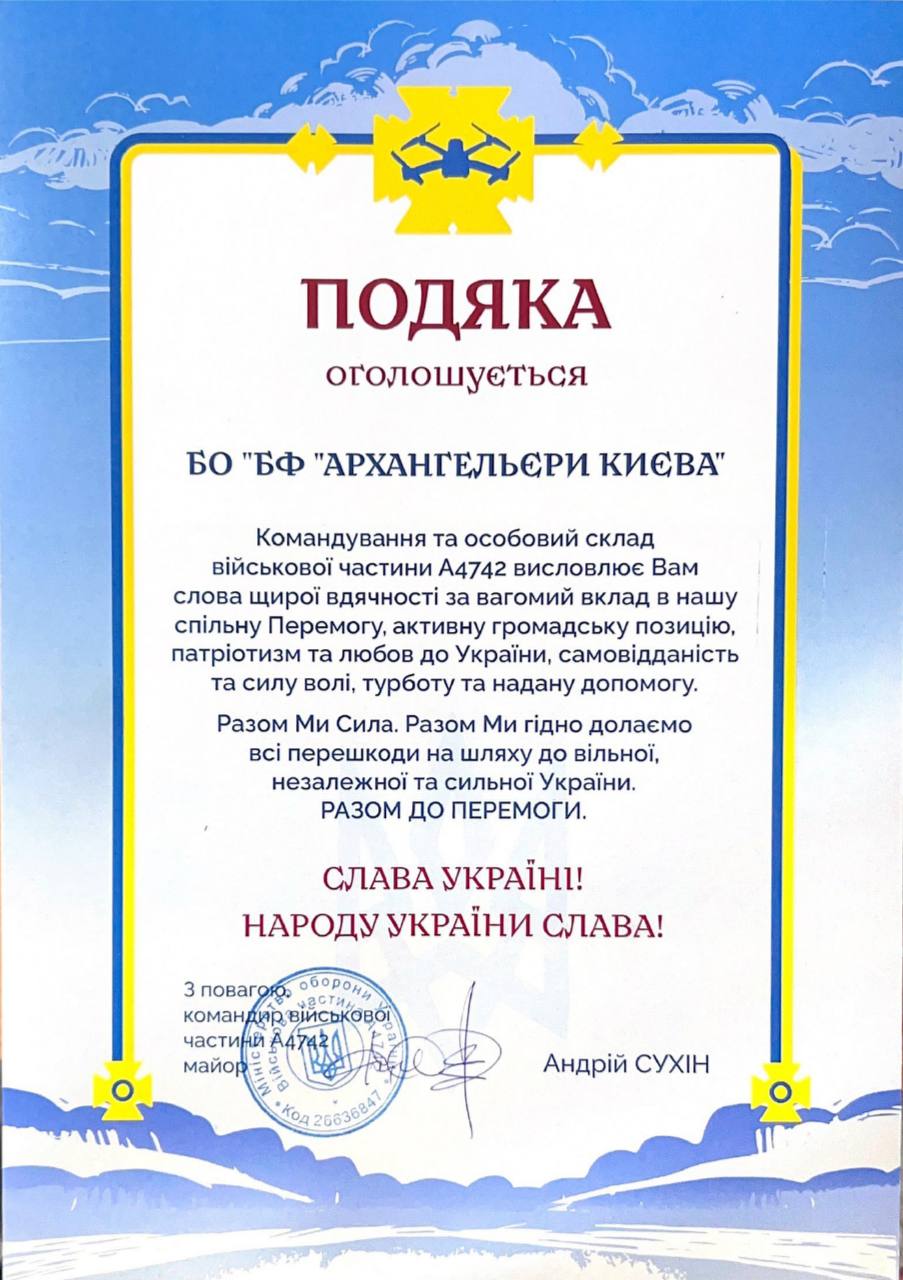 ПОДЯКА
оголошується
БО "БФ "АРХАНГЕЛЬЄРИ КИЄВА"
Командування та особовий склад
військової частини А4742 висловлює Вам
слова щирої вдячності за вагомий вклад в нашу
спільну Перемогу, активну громадську позицію,
патріотизм та любов до України, самовідданість
та силу волі, турботу та надану допомогу.
Разом Ми Сила. Разом Ми гідно долаємо
всі перешкоди на шляху до вільної,
незалежної та сильної України.
РАЗОМ ДО ПЕРЕМОГИ.
СЛАВА УКРАЇНІ!
НАРОДУ УКРАЇНИ СЛАВА!
З повагою,
командир військової
частини А4742
майор
Андрій СУХІН
Міністерство оборони України
Військова частина А4742
* Код 26636847 *